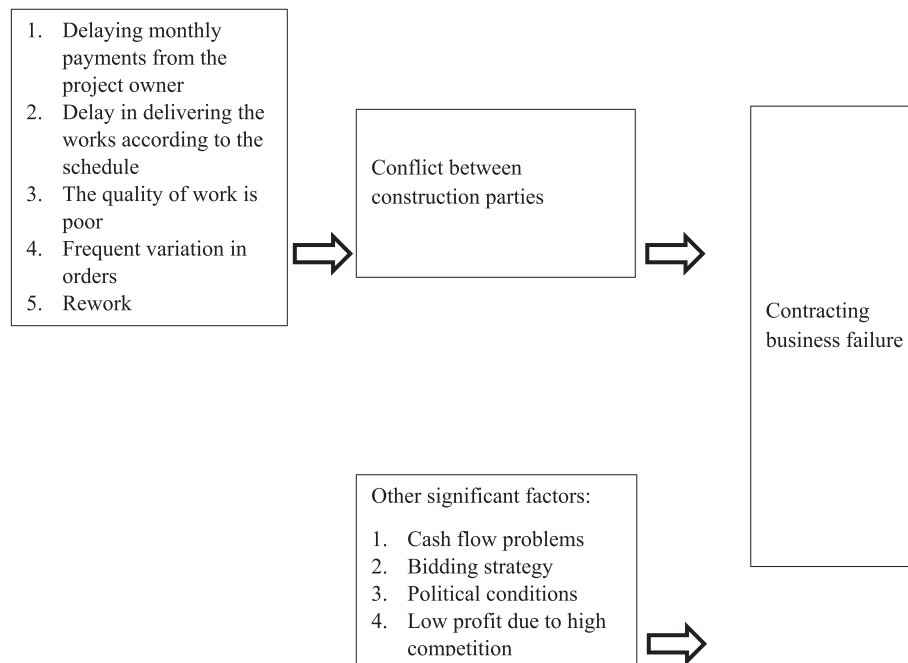 1. Delaying monthly
payments from the
project owner
2. Delay in delivering the
works according to the
schedule
3. The quality of work is
poor
4. Frequent variation in
orders
5. Rework
Conflict between
construction parties
Contracting
business failure
Other significant factors:
1. Cash flow problems
2. Bidding strategy
3. Political conditions
4. Low profit due to high
competition